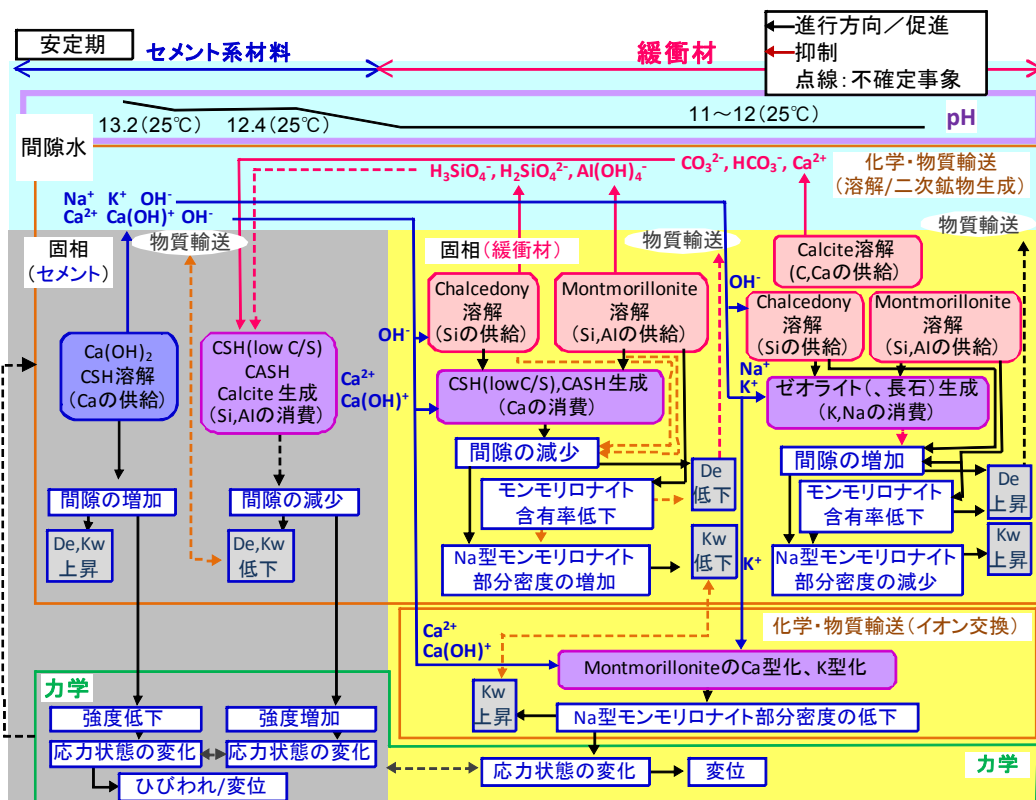 安定期
セメント系材料
緩衝材
←進行方向／促進
←抑制
点線：不確定事象
13.2(25℃)
12.4(25℃)
11～12(25℃)
pH
間隙水
H₃SiO₄⁻, H₂SiO₄²⁻, Al(OH)₄⁻
CO₃²⁻, HCO₃⁻, Ca²⁺
化学・物質輸送
(溶解/二次鉱物生成)
Na⁺ K⁺ OH⁻
Ca²⁺ Ca(OH)⁺ OH⁻
固相
(セメント)
物質輸送
固相(緩衝材)
物質輸送
物質輸送
Calcite溶解
(C,Caの供給)
Ca(OH)₂
CSH溶解
(Caの供給)
CSH(low C/S)
CASH
Calcite 生成
(Si,Alの消費)
OH⁻
Chalcedony
溶解
(Siの供給)
Montmorillonite
溶解
(Si,Alの供給)
OH⁻
Chalcedony
溶解
(Siの供給)
Montmorillonite
溶解
(Si,Alの供給)
Ca²⁺
Ca(OH)⁺
CSH(lowC/S),CASH 生成
(Caの消費)
Na⁺
K⁺
ゼオライト(、長石)生成
(K,Naの消費)
間隙の増加
間隙の減少
間隙の減少
間隙の増加
De,Kw
上昇
De,Kw
低下
モンモリロナイト
含有率低下
De
低下
モンモリロナイト
含有率低下
De
上昇
Na型モンモリロナイト
部分密度の増加
Kw
低下
K⁺
Na型モンモリロナイト
部分密度の減少
Kw
上昇
化学・物質輸送(イオン交換)
Ca²⁺
Ca(OH)⁺
MontmorilloniteのCa型化、K型化
Kw
上昇
Na型モンモリロナイト部分密度の低下
力学
強度低下
強度増加
応力状態の変化
応力状態の変化
ひびわれ/変位
応力状態の変化
変位
力学